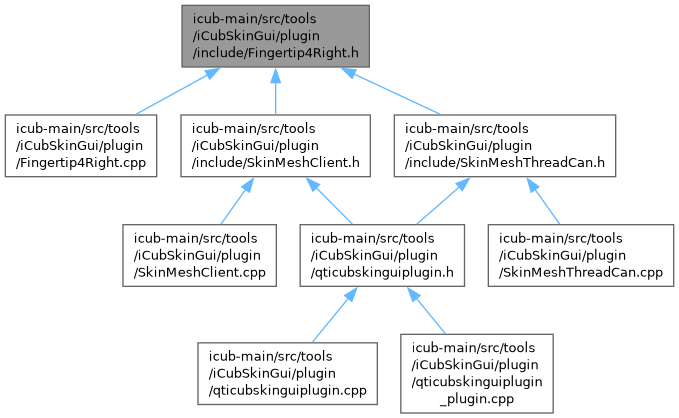 icub-main/src/tools
/iCubSkinGui/plugin
/include/Fingertip4Right.h
icub-main/src/tools
/iCubSkinGui/plugin
/Fingertip4Right.cpp
icub-main/src/tools
/iCubSkinGui/plugin
/include/SkinMeshClient.h
icub-main/src/tools
/iCubSkinGui/plugin
/include/SkinMeshThreadCan.h
icub-main/src/tools
/iCubSkinGui/plugin
/SkinMeshClient.cpp
icub-main/src/tools
/iCubSkinGui/plugin
/qticubskinguiplugin.h
icub-main/src/tools
/iCubSkinGui/plugin
/SkinMeshThreadCan.cpp
icub-main/src/tools
/iCubSkinGui/plugin
/qticubskinguiplugin.cpp
icub-main/src/tools
/iCubSkinGui/plugin
/qticubskinguiplugin
_plugin.cpp